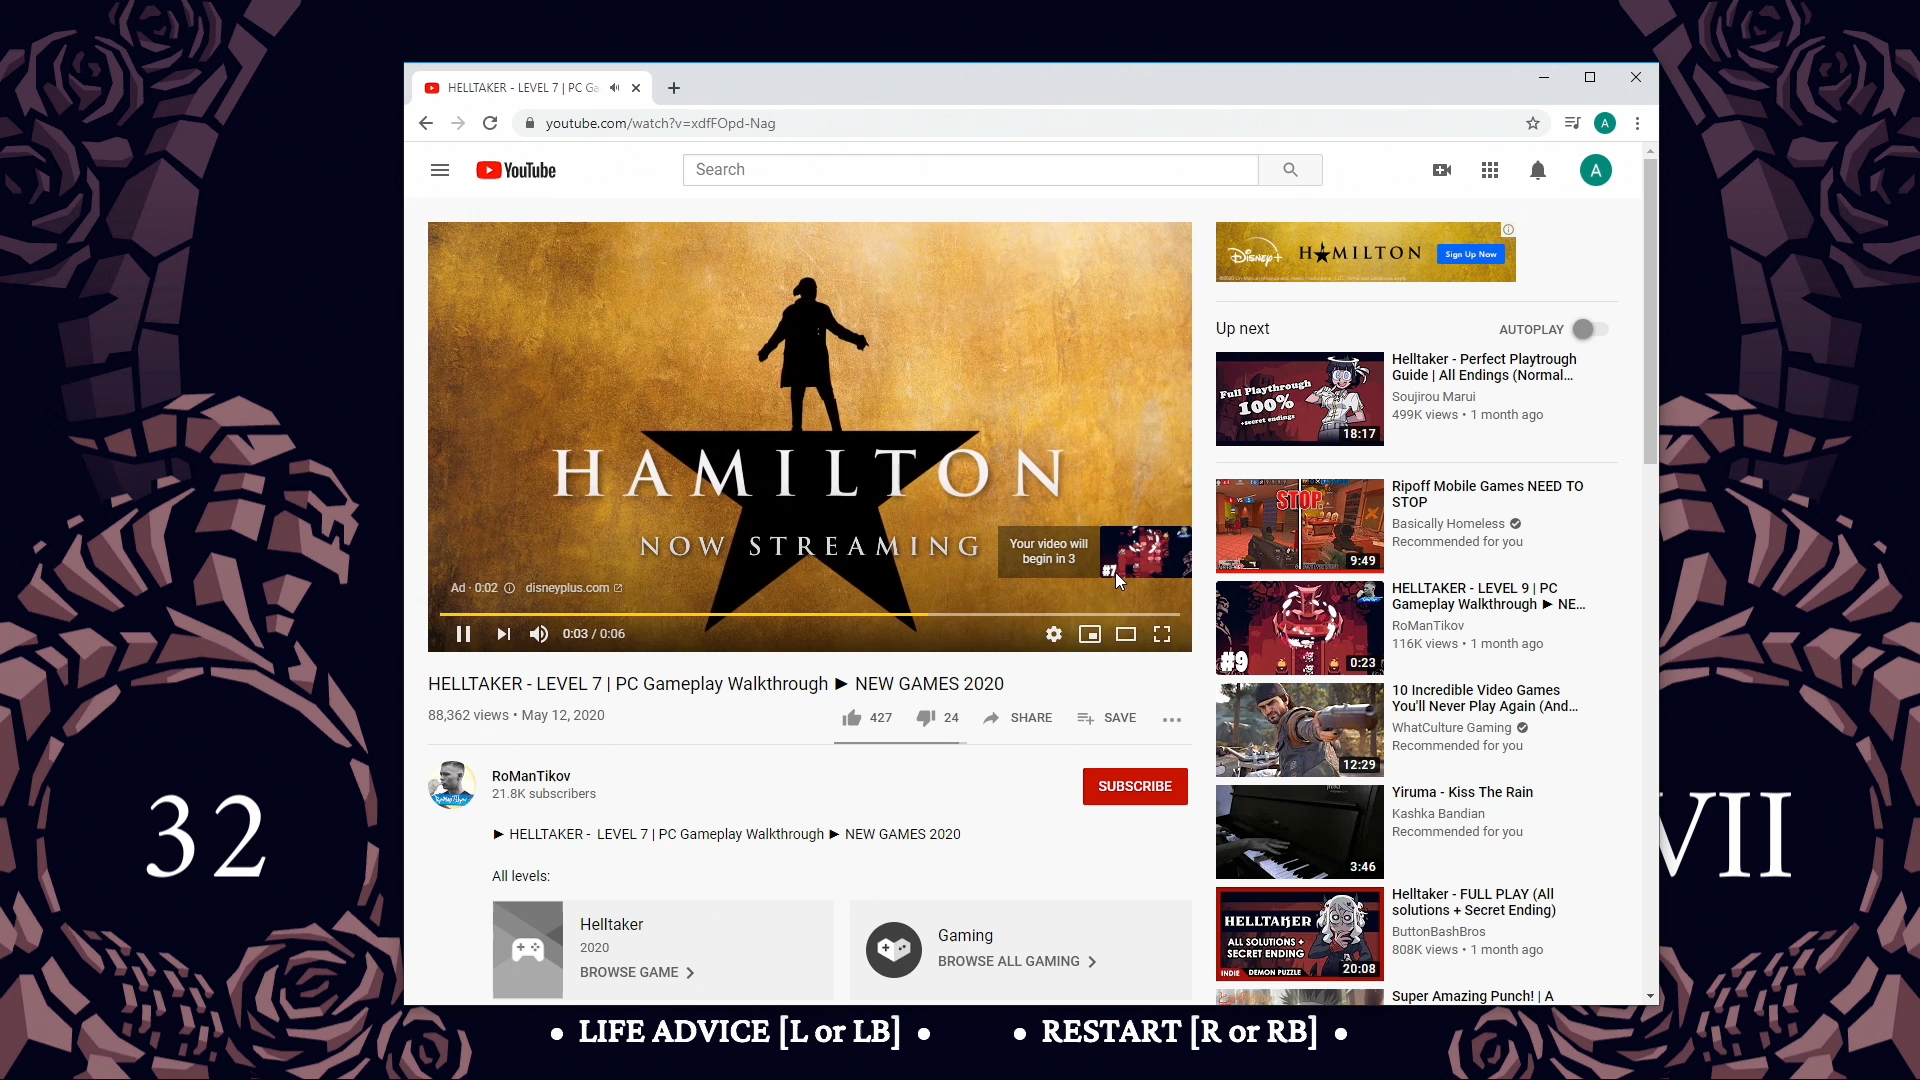 HELLTAKER - LEVEL 7 | PC Ga
youtube.com/watch?v=xdfFOpd-Nag
A
YouTube
Search
A
HAMILTON
NOW STREAMING
Your video will
begin in 3
#7
Ad · 0:02
disneyplus.com
0:03 / 0:06
Disney+
HAMILTON
Sign Up Now
Up next
AUTOPLAY
Full Playthrough
100%
+secret endings
18:17
Helltaker - Perfect Playtrough
Guide | All Endings (Normal...
Soujirou Marui
499K views • 1 month ago
VS
STOP.
9:49
Ripoff Mobile Games NEED TO
STOP
Basically Homeless
Recommended for you
#9
0:23
HELLTAKER - LEVEL 9 | PC
Gameplay Walkthrough ► NE...
RoManTikov
116K views • 1 month ago
12:29
10 Incredible Video Games
You'll Never Play Again (And...
WhatCulture Gaming
Recommended for you
3:46
Yiruma - Kiss The Rain
Kashka Bandian
Recommended for you
HELLTAKER
ALL SOLUTIONS +
SECRET ENDING
INDIE DEMON PUZZLE
20:08
Helltaker - FULL PLAY (All
solutions + Secret Ending)
ButtonBashBros
808K views • 1 month ago
Super Amazing Punch! | A
HELLTAKER - LEVEL 7 | PC Gameplay Walkthrough ► NEW GAMES 2020
88,362 views • May 12, 2020
427
24
SHARE
SAVE
RoManTikov
21.8K subscribers
SUBSCRIBE
► HELLTAKER - LEVEL 7 | PC Gameplay Walkthrough ► NEW GAMES 2020
All levels:
Helltaker
2020
BROWSE GAME
Gaming
BROWSE ALL GAMING
32
VII
• LIFE ADVICE [L or LB] •
• RESTART [R or RB] •